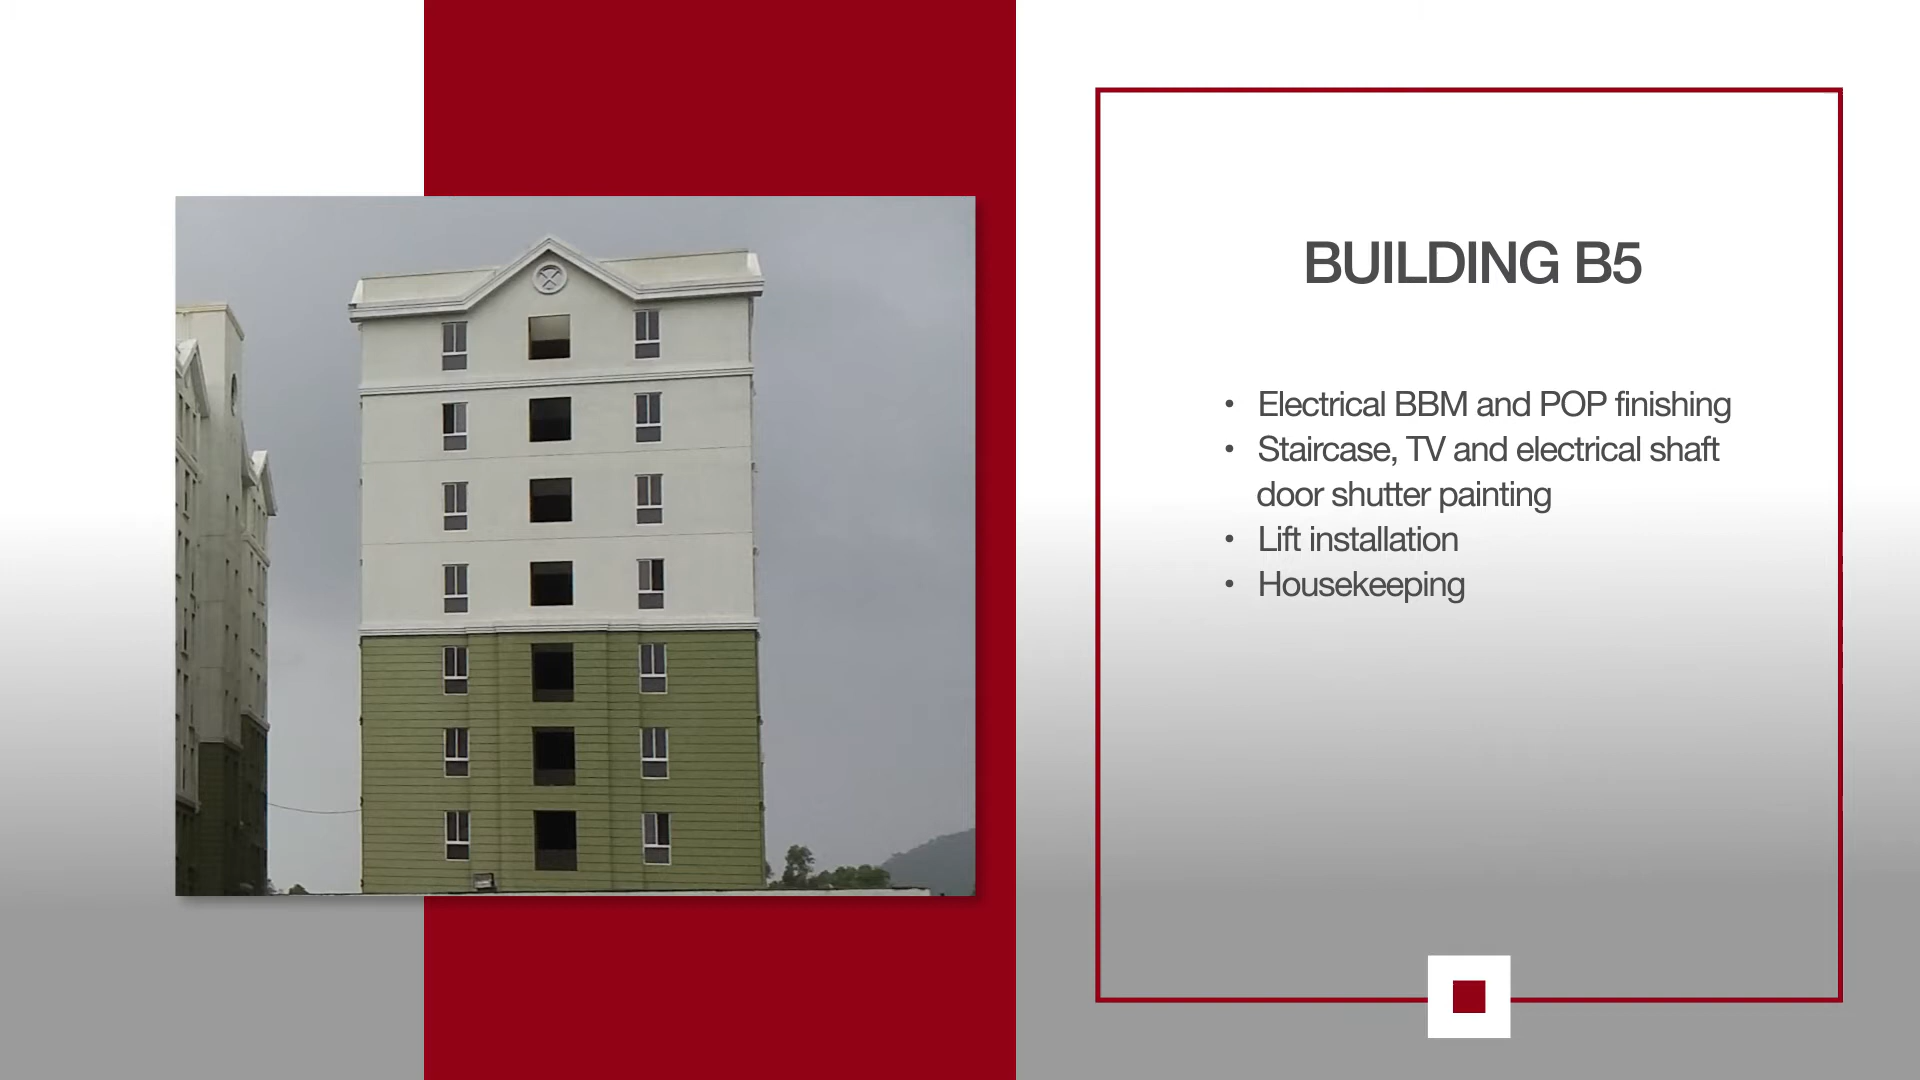 BUILDING B5
• Electrical BBM and POP finishing
• Staircase, TV and electrical shaft
door shutter painting
• Lift installation
• Housekeeping